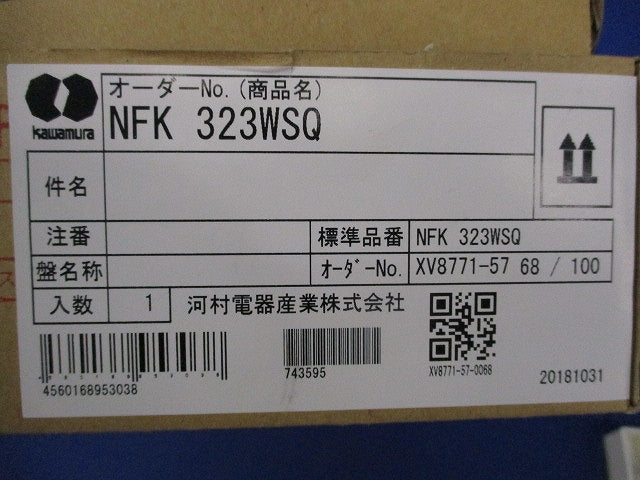 kawamura
オーダーNo.(商品名)
NFK 323WSQ
件名
注番
標準品番
NFK 323WSQ
盤名称
ｵｰﾀﾞｰNo.
XV8771-57 68 / 100
入数
1
河村電器産業株式会社
4560168953038
743595
XV8771-57-0068
20181031